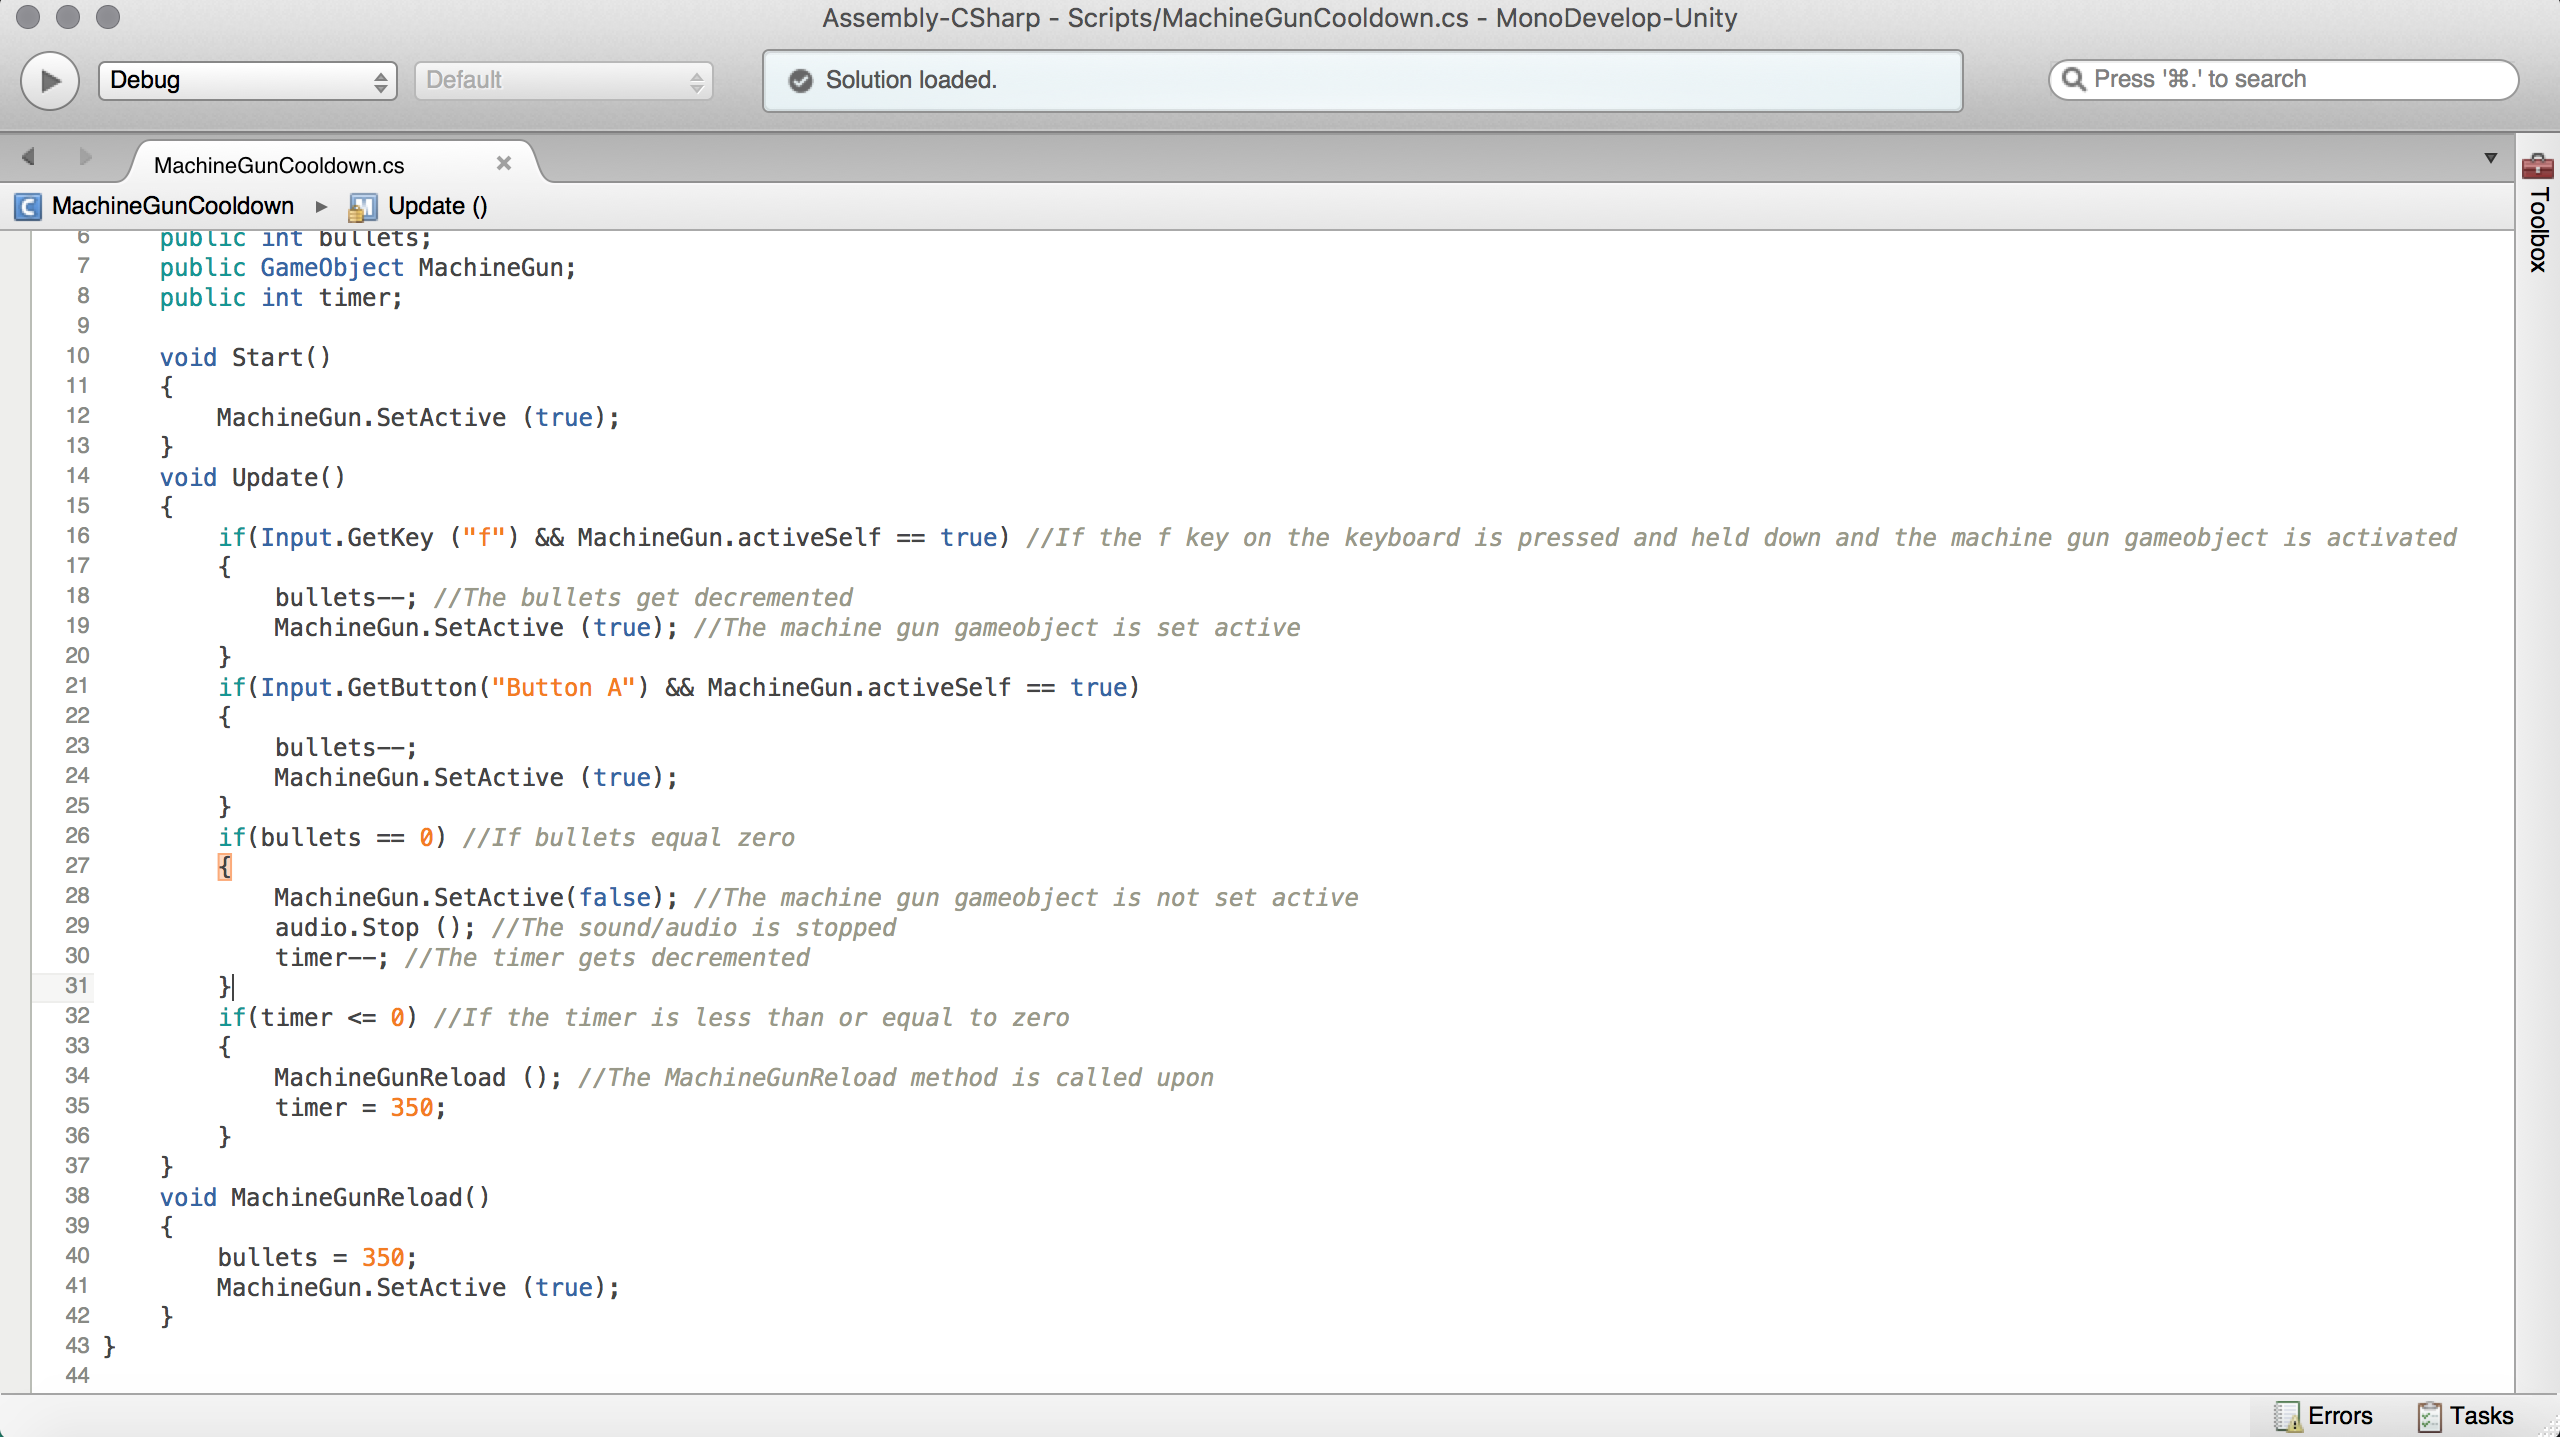 Assembly-CSharp - Scripts/MachineGunCooldown.cs - MonoDevelop-Unity
Debug Default Solution loaded. Press '⌘.' to search
MachineGunCooldown.cs
MachineGunCooldown Update ()
Toolbox
6 public int bullets;
7 public GameObject MachineGun;
8 public int timer;
9
10 void Start()
11 {
12 MachineGun.SetActive (true);
13 }
14 void Update()
15 {
16 if(Input.GetKey ("f") && MachineGun.activeSelf == true) //If the f key on the keyboard is pressed and held down and the machine gun gameobject is activated
17 {
18 bullets--; //The bullets get decremented
19 MachineGun.SetActive (true); //The machine gun gameobject is set active
20 }
21 if(Input.GetButton("Button A") && MachineGun.activeSelf == true)
22 {
23 bullets--;
24 MachineGun.SetActive (true);
25 }
26 if(bullets == 0) //If bullets equal zero
27 {
28 MachineGun.SetActive(false); //The machine gun gameobject is not set active
29 audio.Stop (); //The sound/audio is stopped
30 timer--; //The timer gets decremented
31 }
32 if(timer <= 0) //If the timer is less than or equal to zero
33 {
34 MachineGunReload (); //The MachineGunReload method is called upon
35 timer = 350;
36 }
37 }
38 void MachineGunReload()
39 {
40 bullets = 350;
41 MachineGun.SetActive (true);
42 }
43 }
44
Errors Tasks